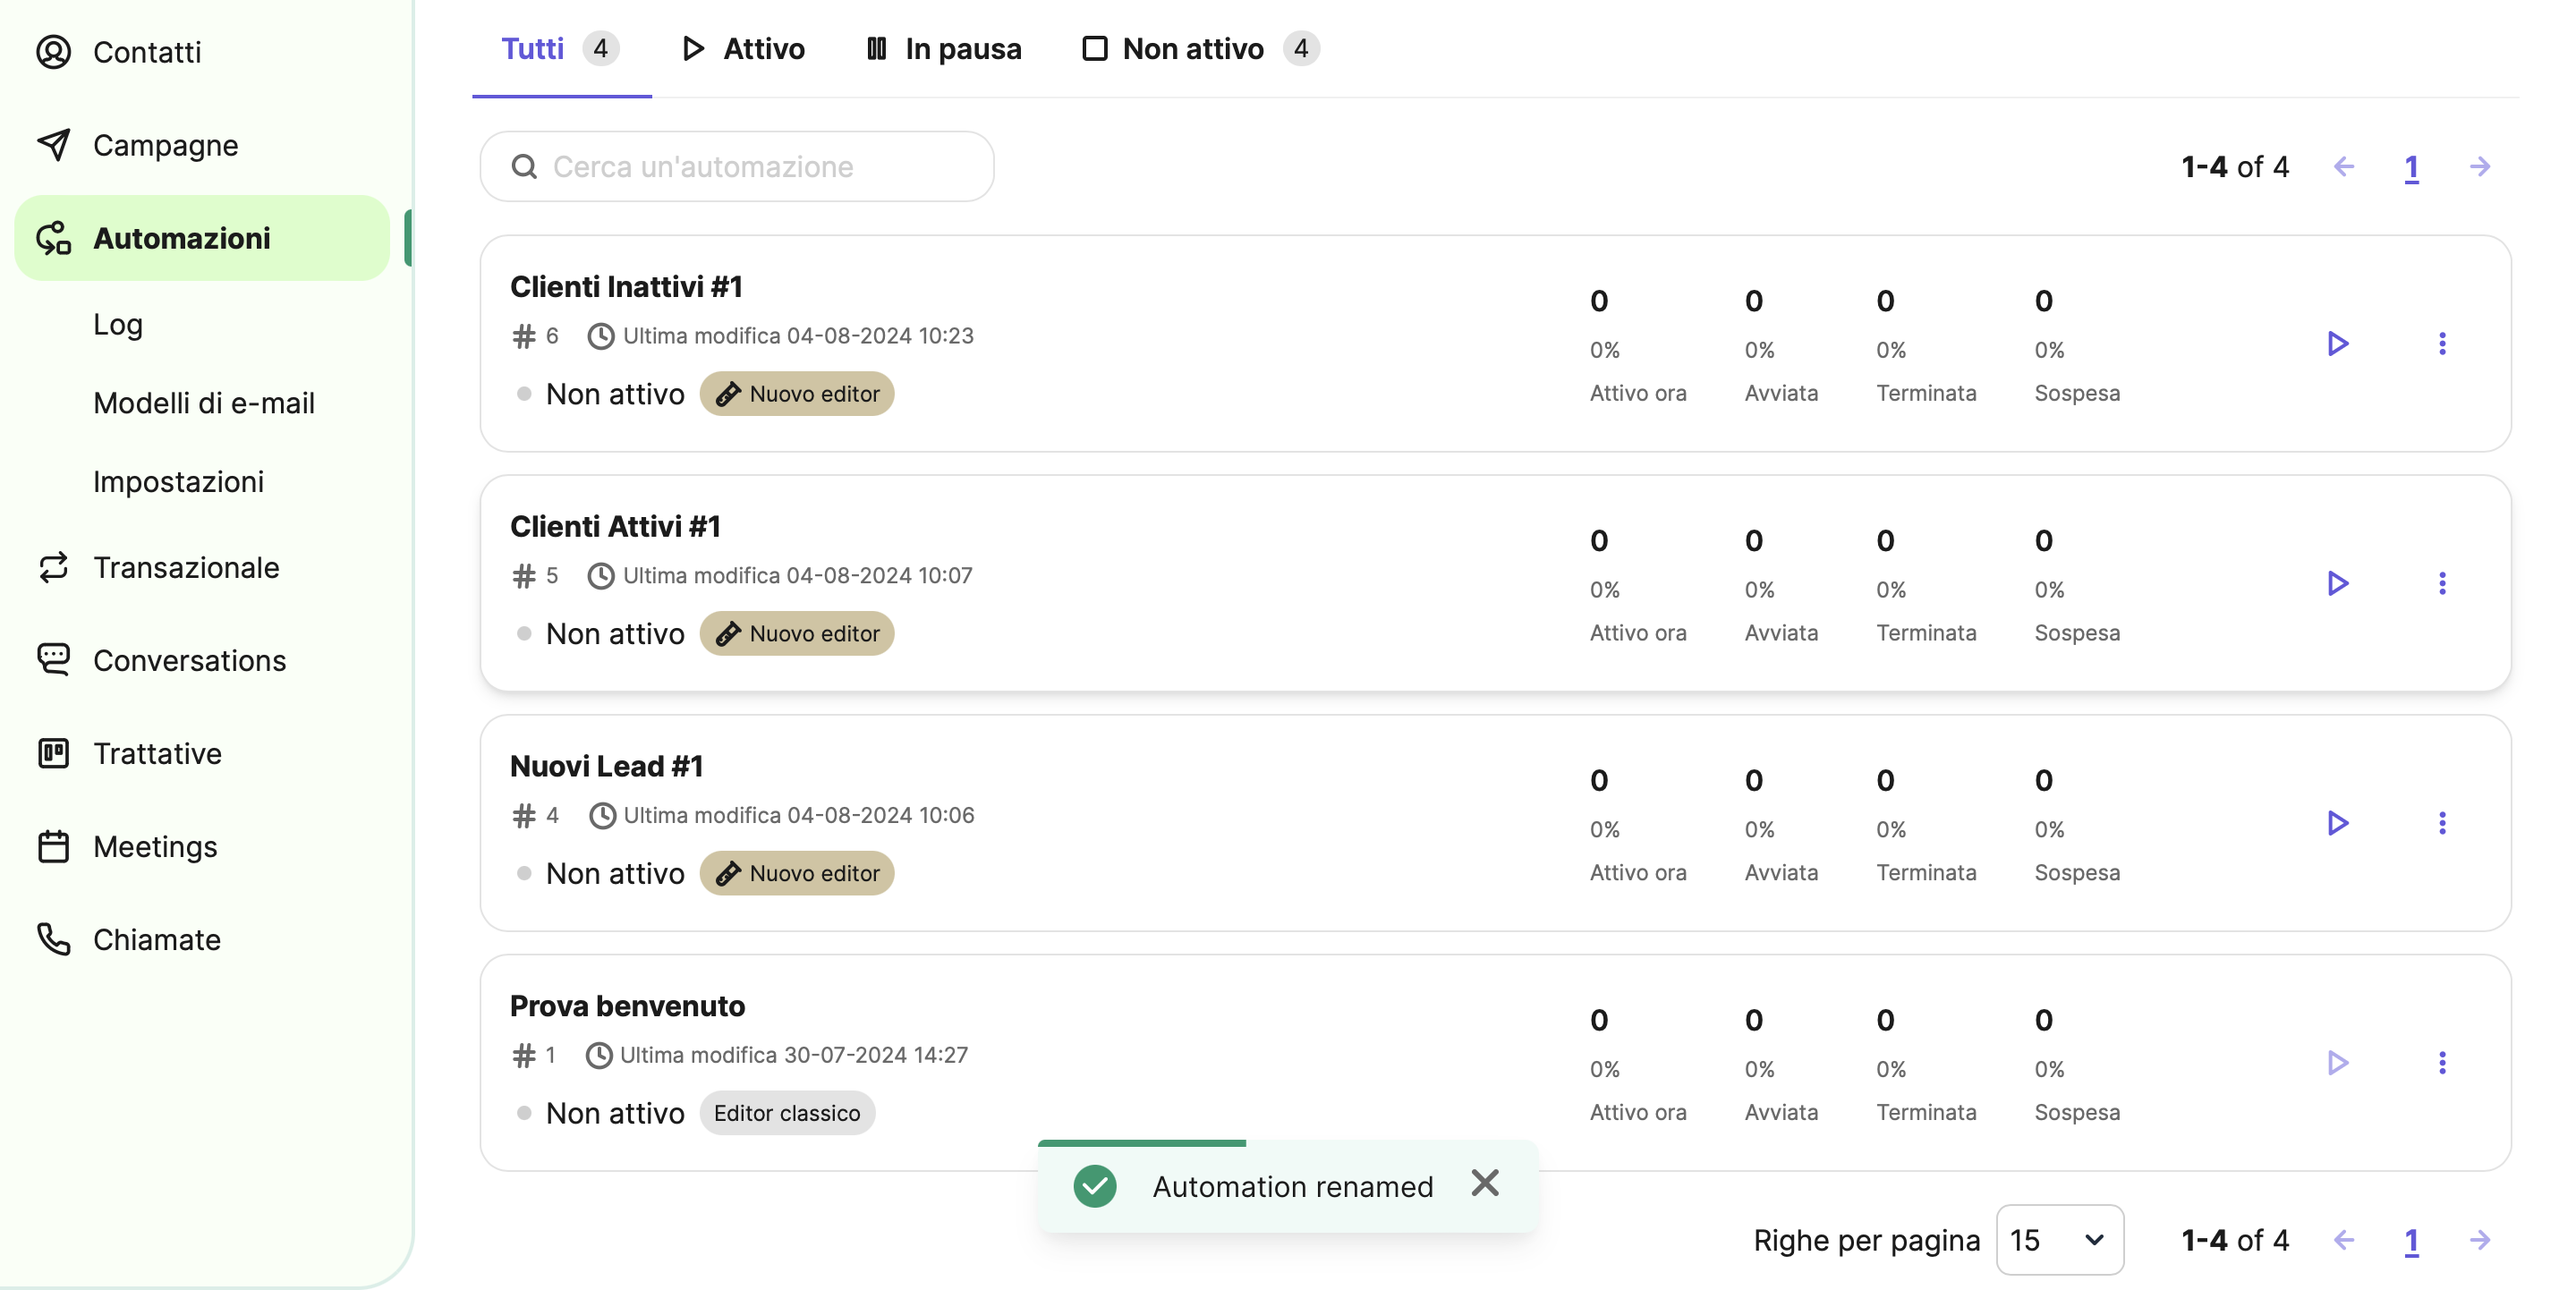 Contatti
Campagne
Automazioni
Log
Modelli di e-mail
Impostazioni
Transazionale
Conversations
Trattative
Meetings
Chiamate
Tutti 4 Attivo In pausa Non attivo 4
Cerca un'automazione 1-4 of 4 1
Clienti Inattivi #1
# 6 Ultima modifica 04-08-2024 10:23
Non attivo Nuovo editor
0 0 0 0
0% 0% 0% 0%
Attivo ora Avviata Terminata Sospesa
Clienti Attivi #1
# 5 Ultima modifica 04-08-2024 10:07
Non attivo Nuovo editor
0 0 0 0
0% 0% 0% 0%
Attivo ora Avviata Terminata Sospesa
Nuovi Lead #1
# 4 Ultima modifica 04-08-2024 10:06
Non attivo Nuovo editor
0 0 0 0
0% 0% 0% 0%
Attivo ora Avviata Terminata Sospesa
Prova benvenuto
# 1 Ultima modifica 30-07-2024 14:27
Non attivo Editor classico
0 0 0 0
0% 0% 0% 0%
Attivo ora Avviata Terminata Sospesa
Automation renamed
Righe per pagina 15 1-4 of 4 1